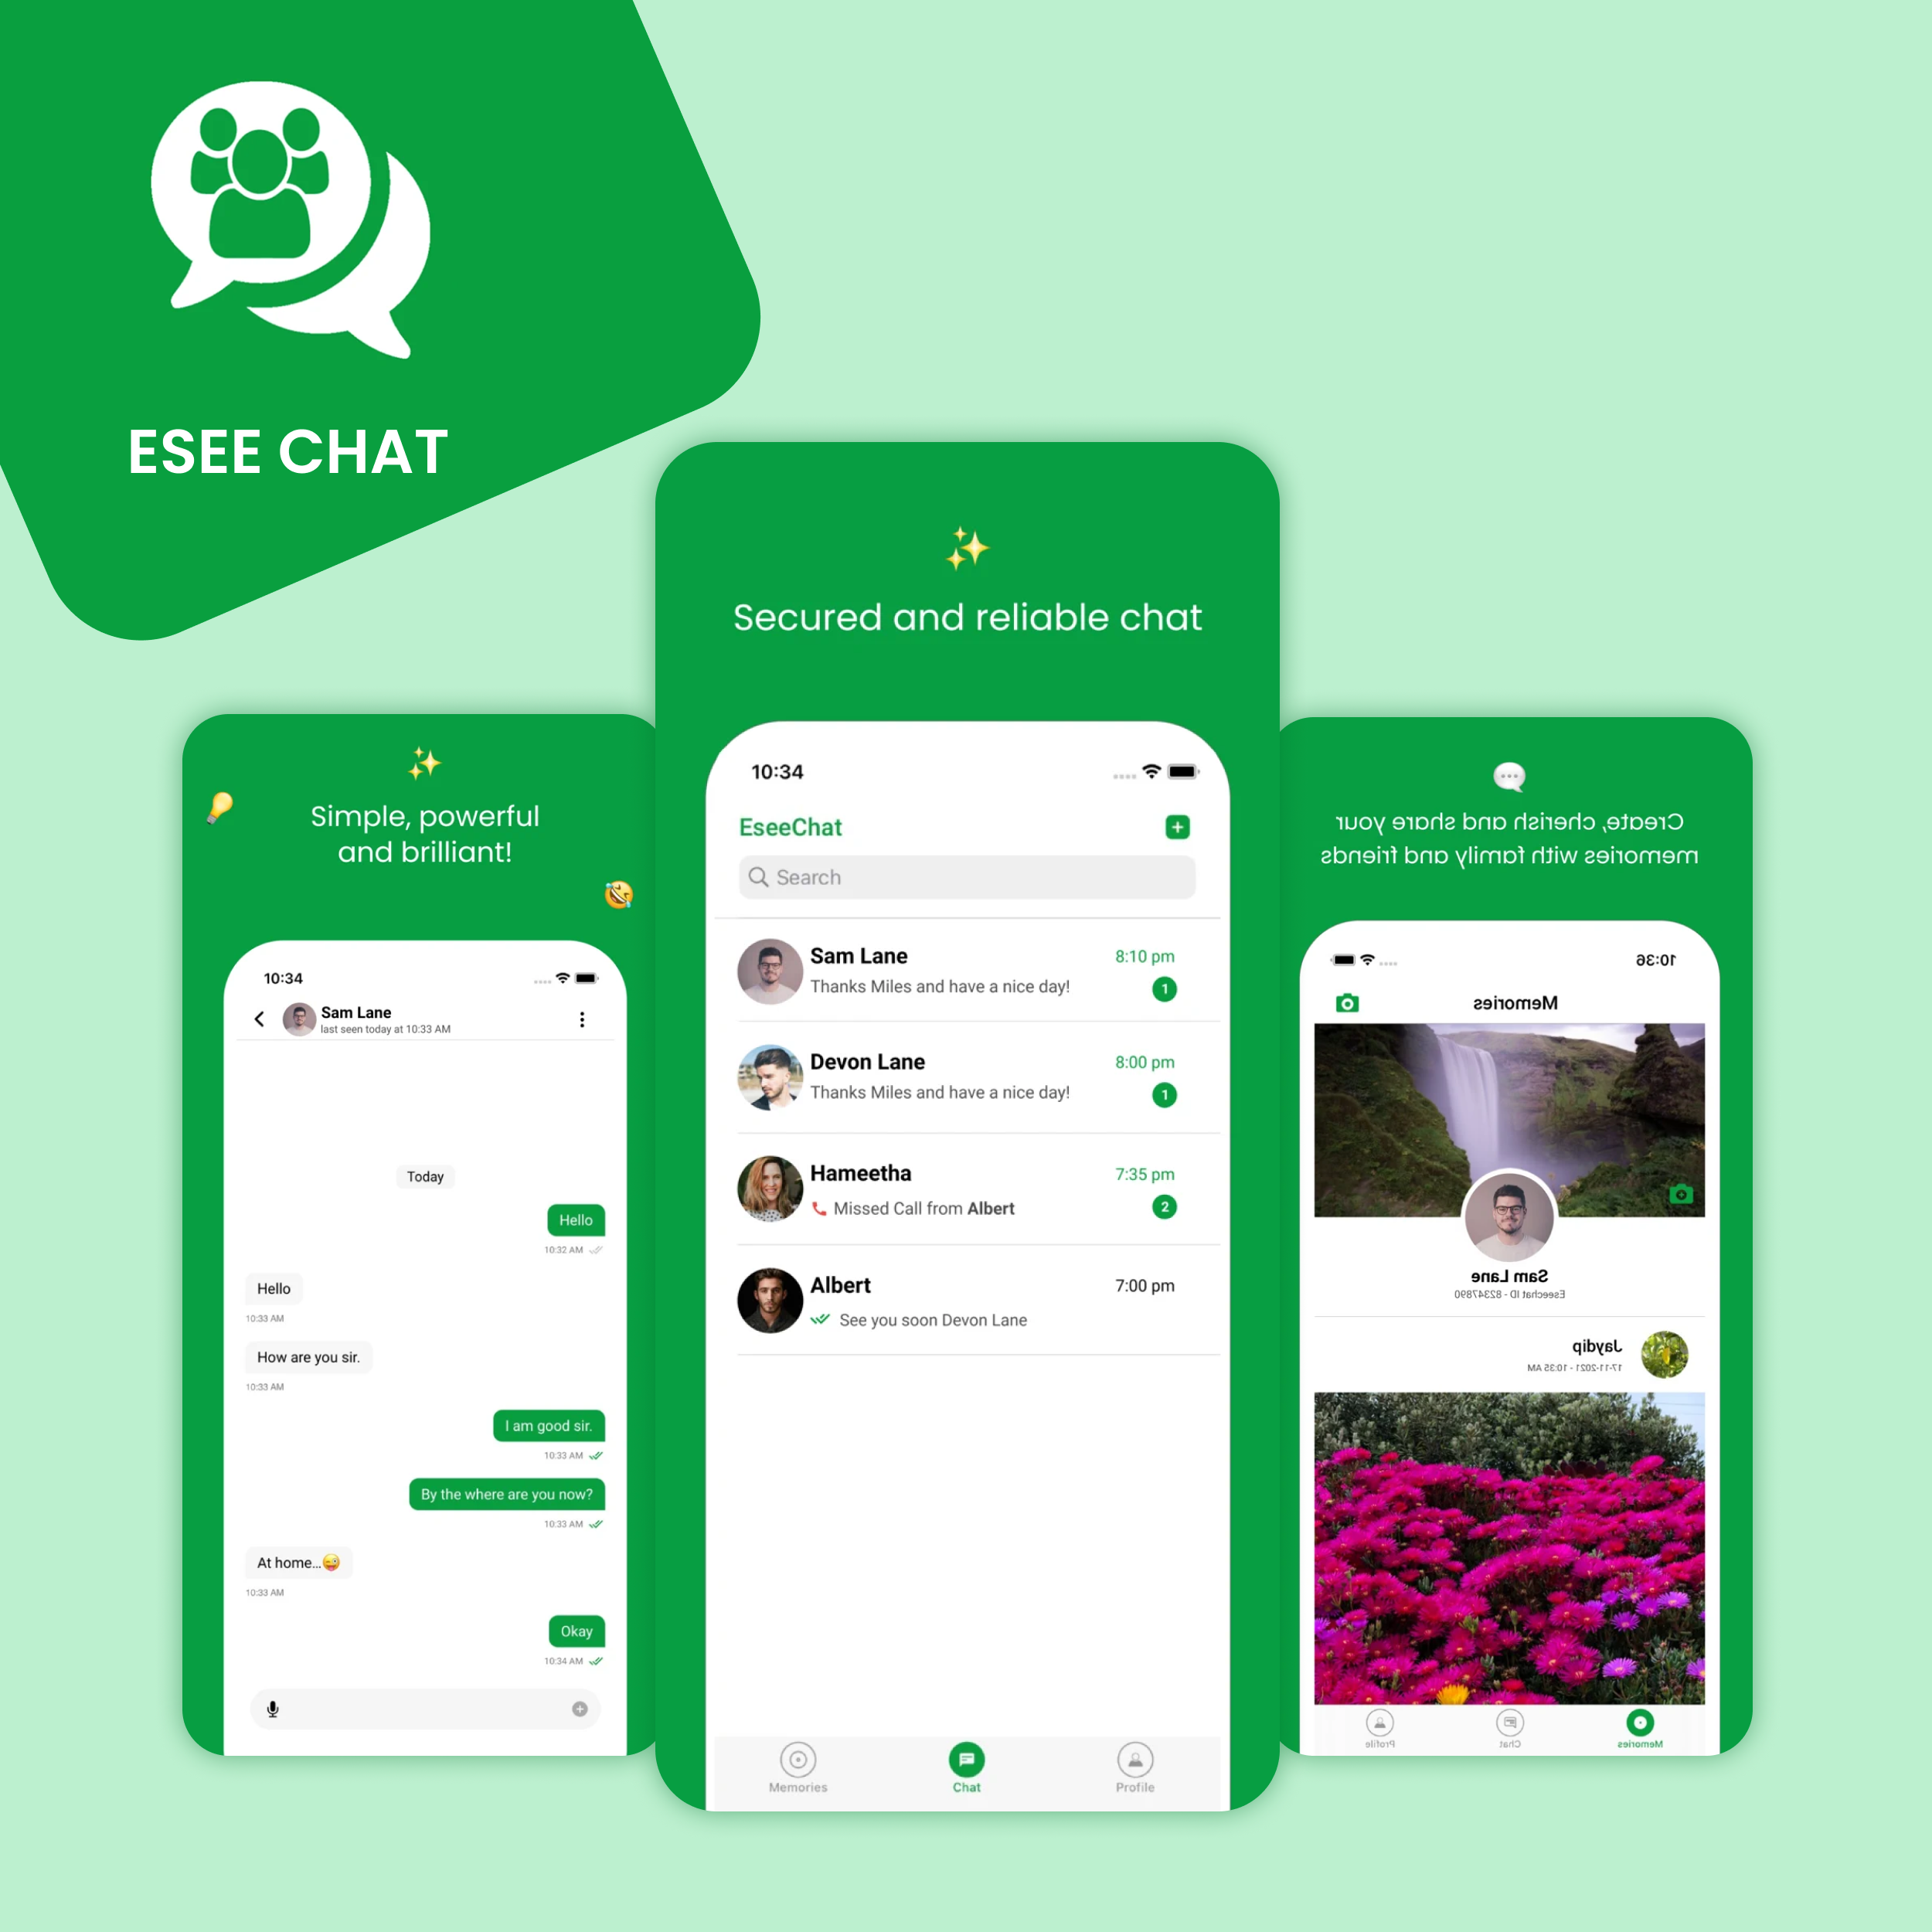 ESEE CHAT
Simple, powerful
and brilliant!
10:34
Sam Lane
last seen today at 10:33 AM
Today
Hello
10:32 AM
Hello
10:33 AM
How are you sir.
10:33 AM
I am good sir.
10:33 AM
By the where are you now?
10:33 AM
At home...😜
10:33 AM
Okay
10:34 AM
Secured and reliable chat
10:34
EseeChat
Search
Sam Lane 8:10 pm
Thanks Miles and have a nice day! 1
Devon Lane 8:00 pm
Thanks Miles and have a nice day! 1
Hameetha 7:35 pm
Missed Call from Albert 2
Albert 7:00 pm
See you soon Devon Lane
Memories Chat Profile
Create, cherish and share your
memories with family and friends
10:36
Memories
Sam Lane
Eseechat ID - 82347890
Jaydip
17-11-2021 - 10:35 AM
Memories Chat Profile